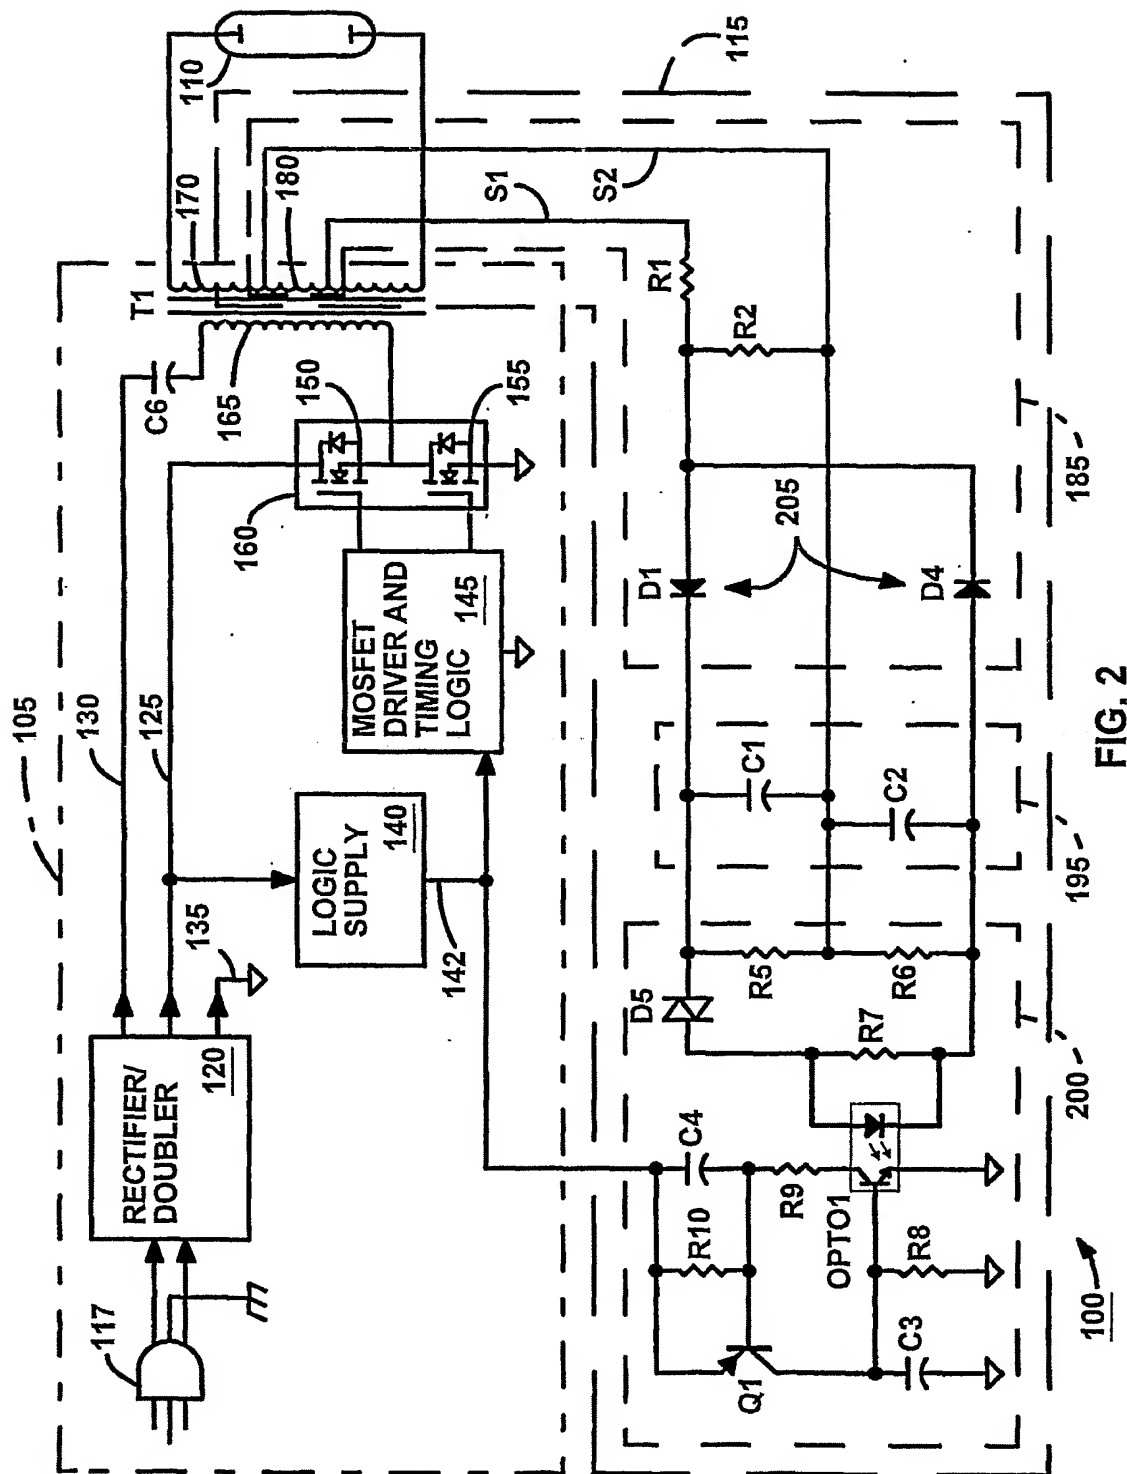 105
117
RECTIFIER/
DOUBLER
120
130
125
135
LOGIC
SUPPLY
140
142
MOSFET
DRIVER AND
TIMING
LOGIC
145
160
150
155
C6
165
T1
170
180
110
115
S1
S2
R1
R2
D1
205
D4
185
C1
C2
195
D5
R5
R6
R7
200
C4
R10
R9
OPTO1
Q1
R8
C3
100
FIG. 2